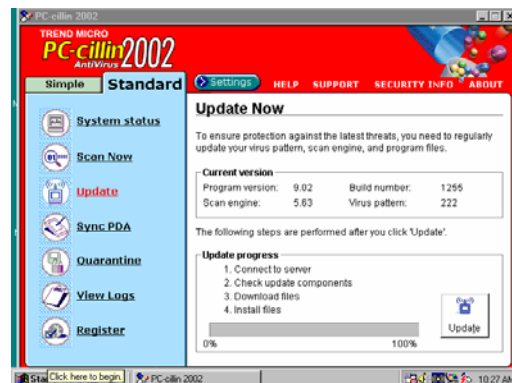 PC-cillin 2002
TREND MICRO
PC-cillin 2002
AntiVirus
Simple
Standard
Settings
HELP
SUPPORT
SECURITY INFO
ABOUT
System status
Scan Now
Update
Sync PDA
Quarantine
View Logs
Register
Update Now
To ensure protection against the latest threats, you need to regularly
update your virus pattern, scan engine, and program files.
Current version
Program version: 9.02 Build number: 1255
Scan engine: 5.63 Virus pattern: 222
The following steps are performed after you click 'Update'.
Update progress
1. Connect to server
2. Check update components
3. Download files
4. Install files
Update
0% 100%
Click here to begin.
PC-cillin 2002
10:27 AM